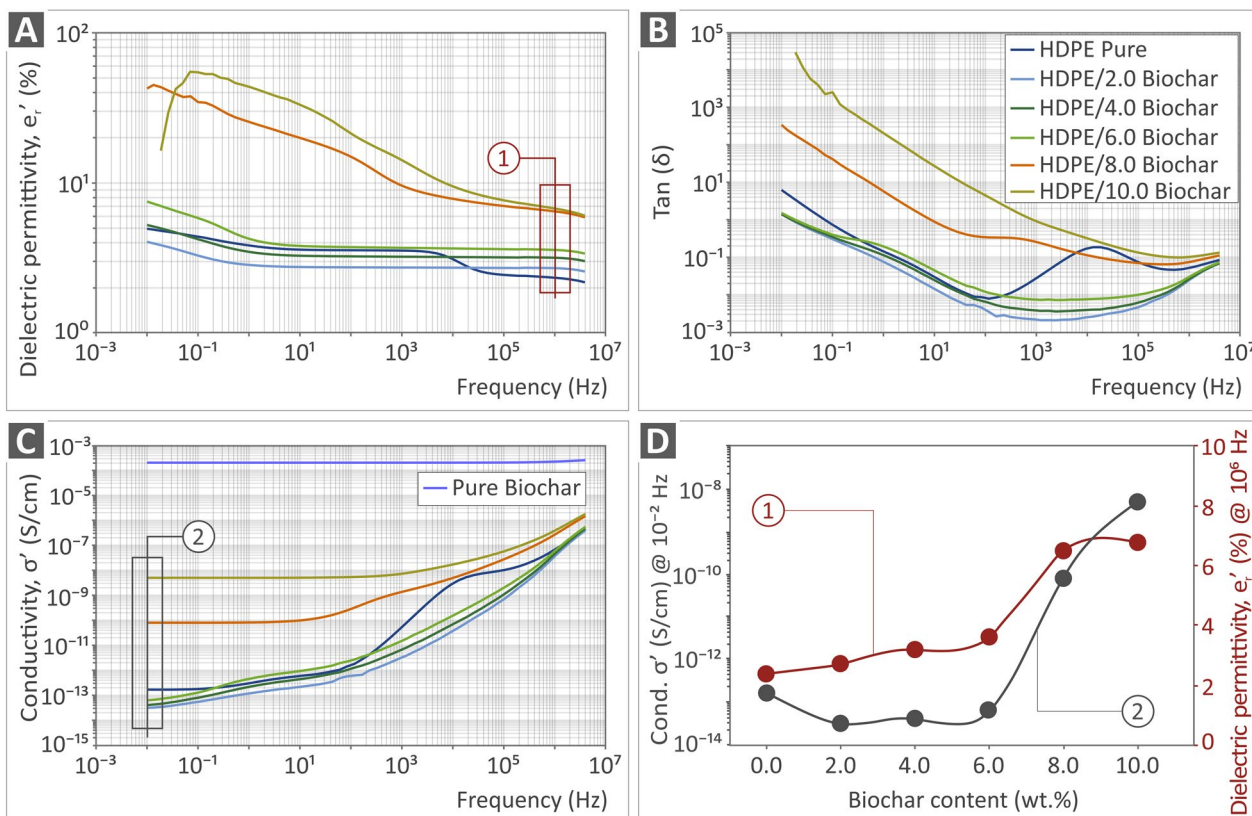 A
Dielectric permittivity, eᵣ′ (%)
10²
10¹
10⁰
1
10⁻³
10⁻¹
10¹
10³
10⁵
10⁷
Frequency (Hz)
B
Tan (δ)
10⁵
10³
10¹
10⁻¹
10⁻³
HDPE Pure
HDPE/2.0 Biochar
HDPE/4.0 Biochar
HDPE/6.0 Biochar
HDPE/8.0 Biochar
HDPE/10.0 Biochar
10⁻³
10⁻¹
10¹
10³
10⁵
10⁷
Frequency (Hz)
C
Conductivity, σ′ (S/cm)
10⁻³
10⁻⁵
10⁻⁷
10⁻⁹
10⁻¹¹
10⁻¹³
10⁻¹⁵
Pure Biochar
2
10⁻³
10⁻¹
10¹
10³
10⁵
10⁷
Frequency (Hz)
D
Cond. σ′ (S/cm) @ 10⁻² Hz
10⁻⁸
10⁻¹⁰
10⁻¹²
10⁻¹⁴
1
2
10
8
6
4
2
0
Dielectric permittivity, eᵣ′ (%) @ 10⁶ Hz
0.0
2.0
4.0
6.0
8.0
10.0
Biochar content (wt.%)